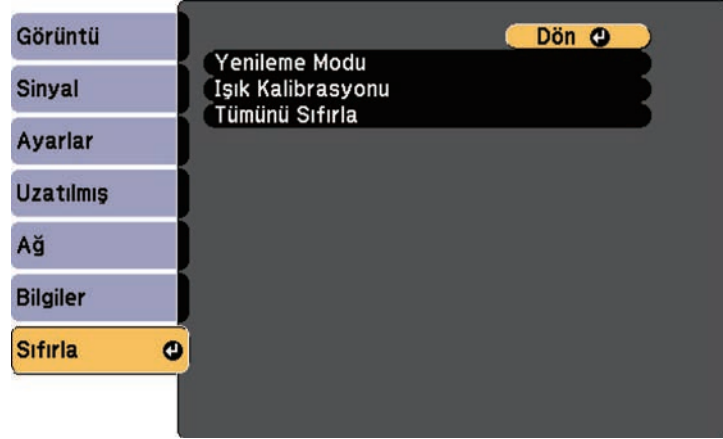 Görüntü
Sinyal
Ayarlar
Uzatılmış
Ağ
Bilgiler
Sıfırla
Dön
Yenileme Modu
Işık Kalibrasyonu
Tümünü Sıfırla